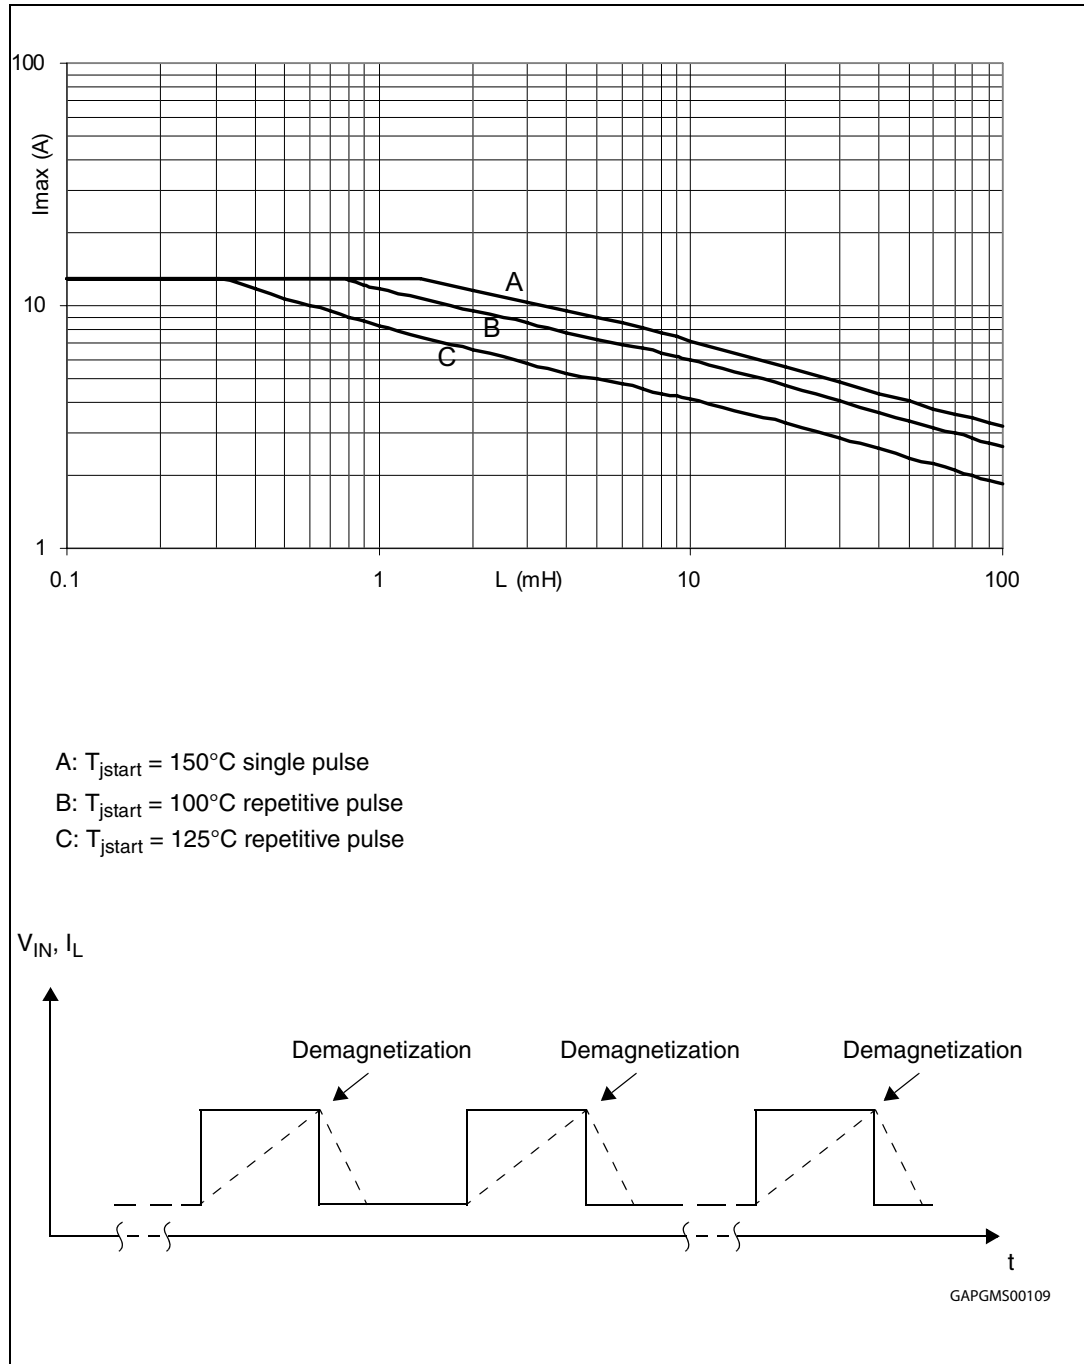 100
Imax (A)
A
10
B
C
1
0.1 1 L (mH) 10 100
A: Tjstart = 150°C single pulse
B: Tjstart = 100°C repetitive pulse
C: Tjstart = 125°C repetitive pulse
VIN, IL
Demagnetization Demagnetization Demagnetization
t
GAPGMS00109